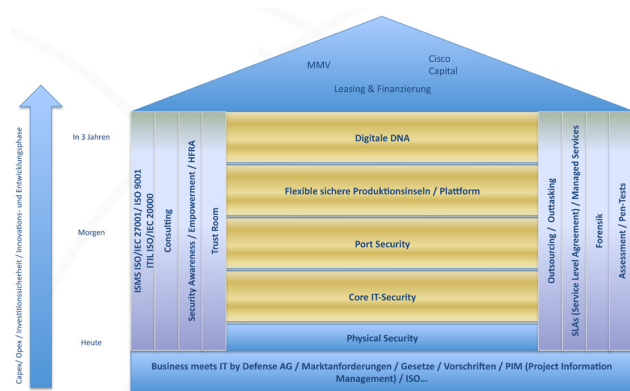 MMV
Cisco
Capital
Leasing & Finanzierung
Capex/ Opex / Investitionssicherheit / Innovations- und Entwicklungsphase
In 3 Jahren
Morgen
Heute
ISMS ISO/IEC 27001/ ISO 9001
ITIL ISO/IEC 20000
Consulting
Security Awareness / Empowerment / HFRA
Trust Room
Digitale DNA
Flexible sichere Produktionsinseln / Plattform
Port Security
Core IT-Security
Physical Security
Outsourcing / Outtasking
SLAs (Service Level Agreement) / Managed Services
Forensik
Assessment / Pen-Tests
Business meets IT by Defense AG / Marktanforderungen / Gesetze / Vorschriften / PIM (Project Information
Management) / ISO...